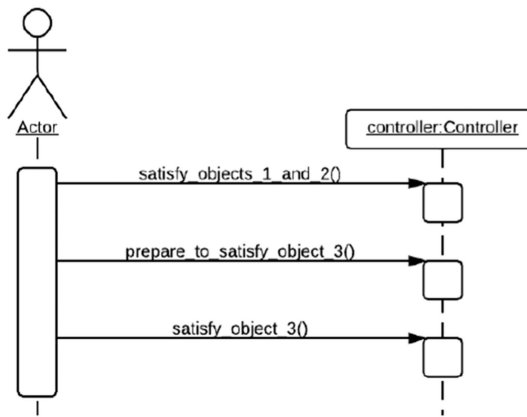 Actor
controller:Controller
satisfy_objects_1_and_2()
prepare_to_satisfy_object_3()
satisfy_object_3()